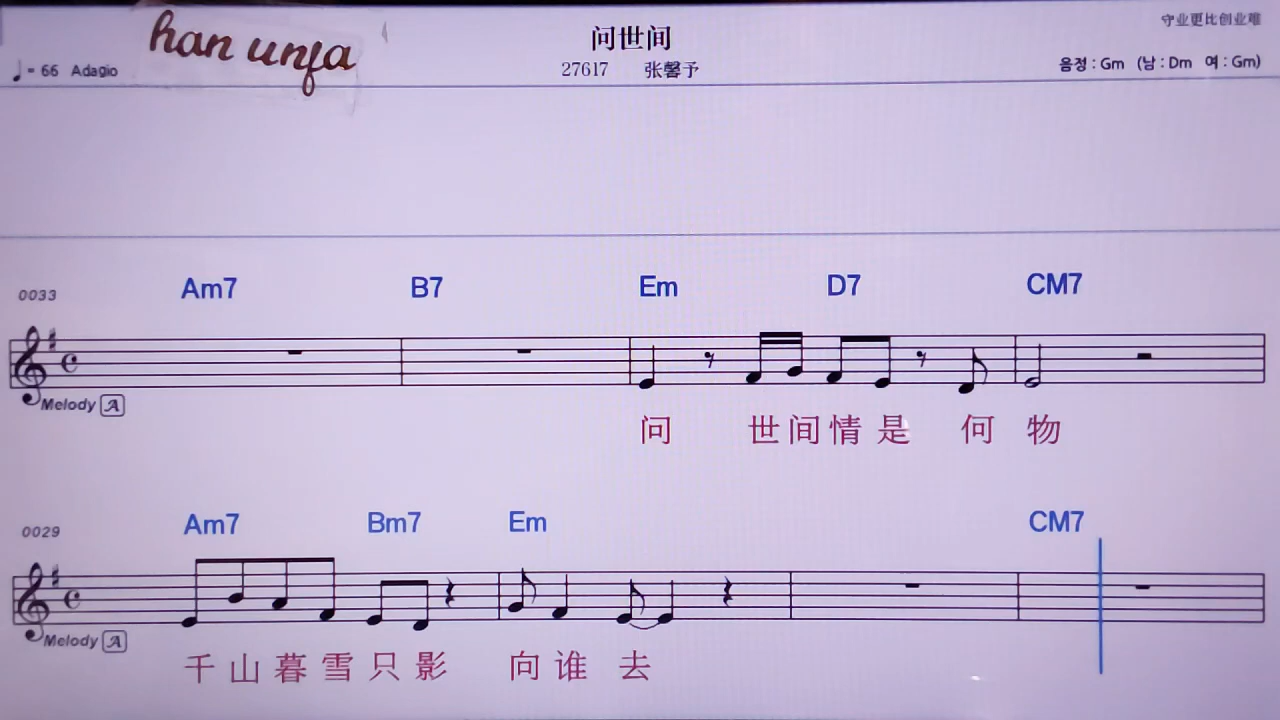 han unfa
问世间
守业更比创业难
♩= 66 Adagio
27617 张馨予
음정 : Gm (남 : Dm 여 : Gm)
0033 Am7 B7 Em D7 CM7
Melody A
问 世间情是 何 物
0029 Am7 Bm7 Em CM7
Melody A
千山暮雪只影 向谁 去